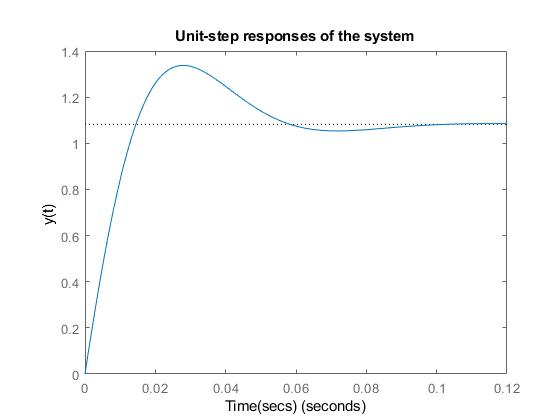 Unit-step responses of the system
1.4
1.2
1
0.8
0.6
0.4
0.2
0
y(t)
0 0.02 0.04 0.06 0.08 0.1 0.12
Time(secs) (seconds)